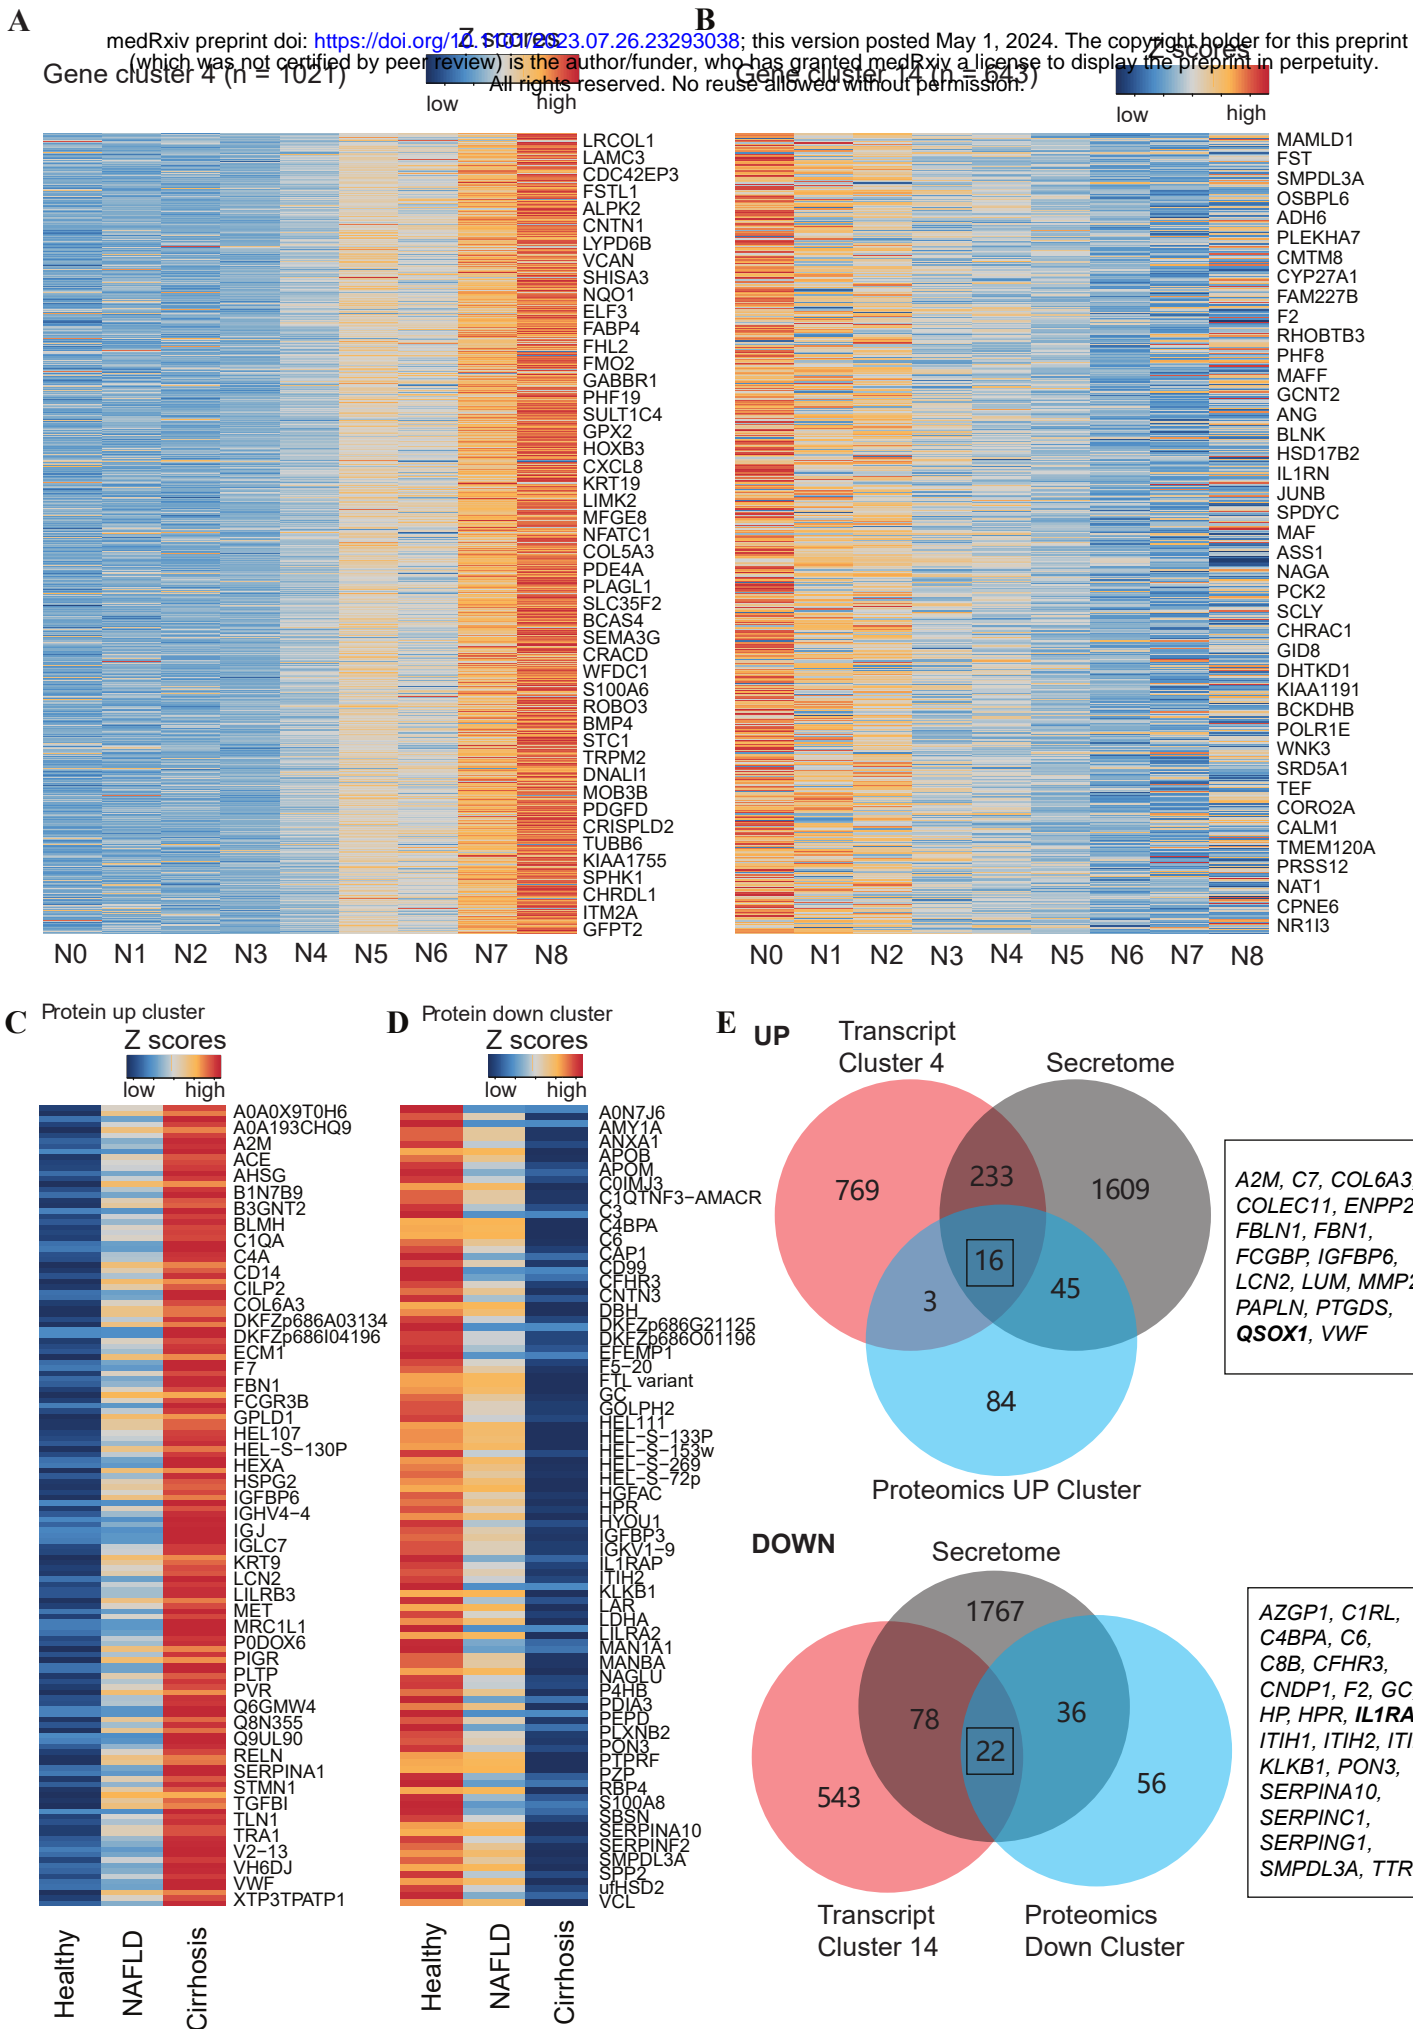 A
B
medRxiv preprint doi: https://doi.org/10.1101/2023.07.26.23293038; this version posted May 1, 2024. The copyright holder for this preprint
(which was not certified by peer review) is the author/funder, who has granted medRxiv a license to display the preprint in perpetuity.
All rights reserved. No reuse allowed without permission.
Gene cluster 4 (n = 1021)
Z scores
low high
LRCOL1
LAMC3
CDC42EP3
FSTL1
ALPK2
CNTN1
LYPD6B
VCAN
SHISA3
NQO1
ELF3
FABP4
FHL2
FMO2
GABBR1
PHF19
SULT1C4
GPX2
HOXB3
CXCL8
KRT19
LIMK2
MFGE8
NFATC1
COL5A3
PDE4A
PLAGL1
SLC35F2
BCAS4
SEMA3G
CRACD
WFDC1
S100A6
ROBO3
BMP4
STC1
TRPM2
DNALI1
MOB3B
PDGFD
CRISPLD2
TUBB6
KIAA1755
SPHK1
CHRDL1
ITM2A
GFPT2
N0 N1 N2 N3 N4 N5 N6 N7 N8
Gene cluster 14 (n = 643)
Z scores
low high
MAMLD1
FST
SMPDL3A
OSBPL6
ADH6
PLEKHA7
CMTM8
CYP27A1
FAM227B
F2
RHOBTB3
PHF8
MAFF
GCNT2
ANG
BLNK
HSD17B2
IL1RN
JUNB
SPDYC
MAF
ASS1
NAGA
PCK2
SCLY
CHRAC1
GID8
DHTKD1
KIAA1191
BCKDHB
POLR1E
WNK3
SRD5A1
TEF
CORO2A
CALM1
TMEM120A
PRSS12
NAT1
CPNE6
NR1I3
N0 N1 N2 N3 N4 N5 N6 N7 N8
C
Protein up cluster
Z scores
low high
A0A0X9T0H6
A0A193CHQ9
A2M
ACE
AHSG
B1N7B9
B3GNT2
BLMH
C1QA
C4A
CD14
CILP2
COL6A3
DKFZp686A03134
DKFZp686I04196
ECM1
F7
FBN1
FCGR3B
GPLD1
HEL107
HEL−S−130P
HEXA
HSPG2
IGFBP6
IGHV4−4
IGJ
IGLC7
KRT9
LCN2
LILRB3
MET
MRC1L1
P0DOX6
PIGR
PLTP
PVR
Q6GMW4
Q8N355
Q9UL90
RELN
SERPINA1
STMN1
TGFBI
TLN1
TRA1
V2−13
VH6DJ
VWF
XTP3TPATP1
Healthy
NAFLD
Cirrhosis
D
Protein down cluster
Z scores
low high
A0N7J6
AMY1A
ANXA1
APOB
APOM
C0IMJ3
C1QTNF3−AMACR
C3
C4BPA
C6
CAP1
CD99
CFHR3
CNTN3
DBH
DKFZp686G21125
DKFZp686O01196
EFEMP1
F5−20
FTL variant
GC
GOLPH2
HEL111
HEL−S−133P
HEL−S−153w
HEL−S−269
HEL−S−72p
HGFAC
HPR
HYOU1
IGFBP3
IGKV1−9
IL1RAP
ITIH2
KLKB1
LAR
LDHA
LILRA2
MAN1A1
MANBA
NAGLU
P4HB
PDIA3
PEPD
PLXNB2
PON3
PTPRF
PZP
RBP4
S100A8
SBSN
SERPINA10
SERPINF2
SMPDL3A
SPP2
ufHSD2
VCL
Healthy
NAFLD
Cirrhosis
E
UP
Transcript
Cluster 4
Secretome
769
233
1609
16
3
45
84
Proteomics UP Cluster
A2M, C7, COL6A3,
COLEC11, ENPP2
FBLN1, FBN1,
FCGBP, IGFBP6,
LCN2, LUM, MMP2
PAPLN, PTGDS,
QSOX1, VWF
DOWN
Secretome
1767
78
36
22
543
56
Transcript
Cluster 14
Proteomics
Down Cluster
AZGP1, C1RL,
C4BPA, C6,
C8B, CFHR3,
CNDP1, F2, GC,
HP, HPR, IL1RA
ITIH1, ITIH2, ITI
KLKB1, PON3,
SERPINA10,
SERPINC1,
SERPING1,
SMPDL3A, TTR